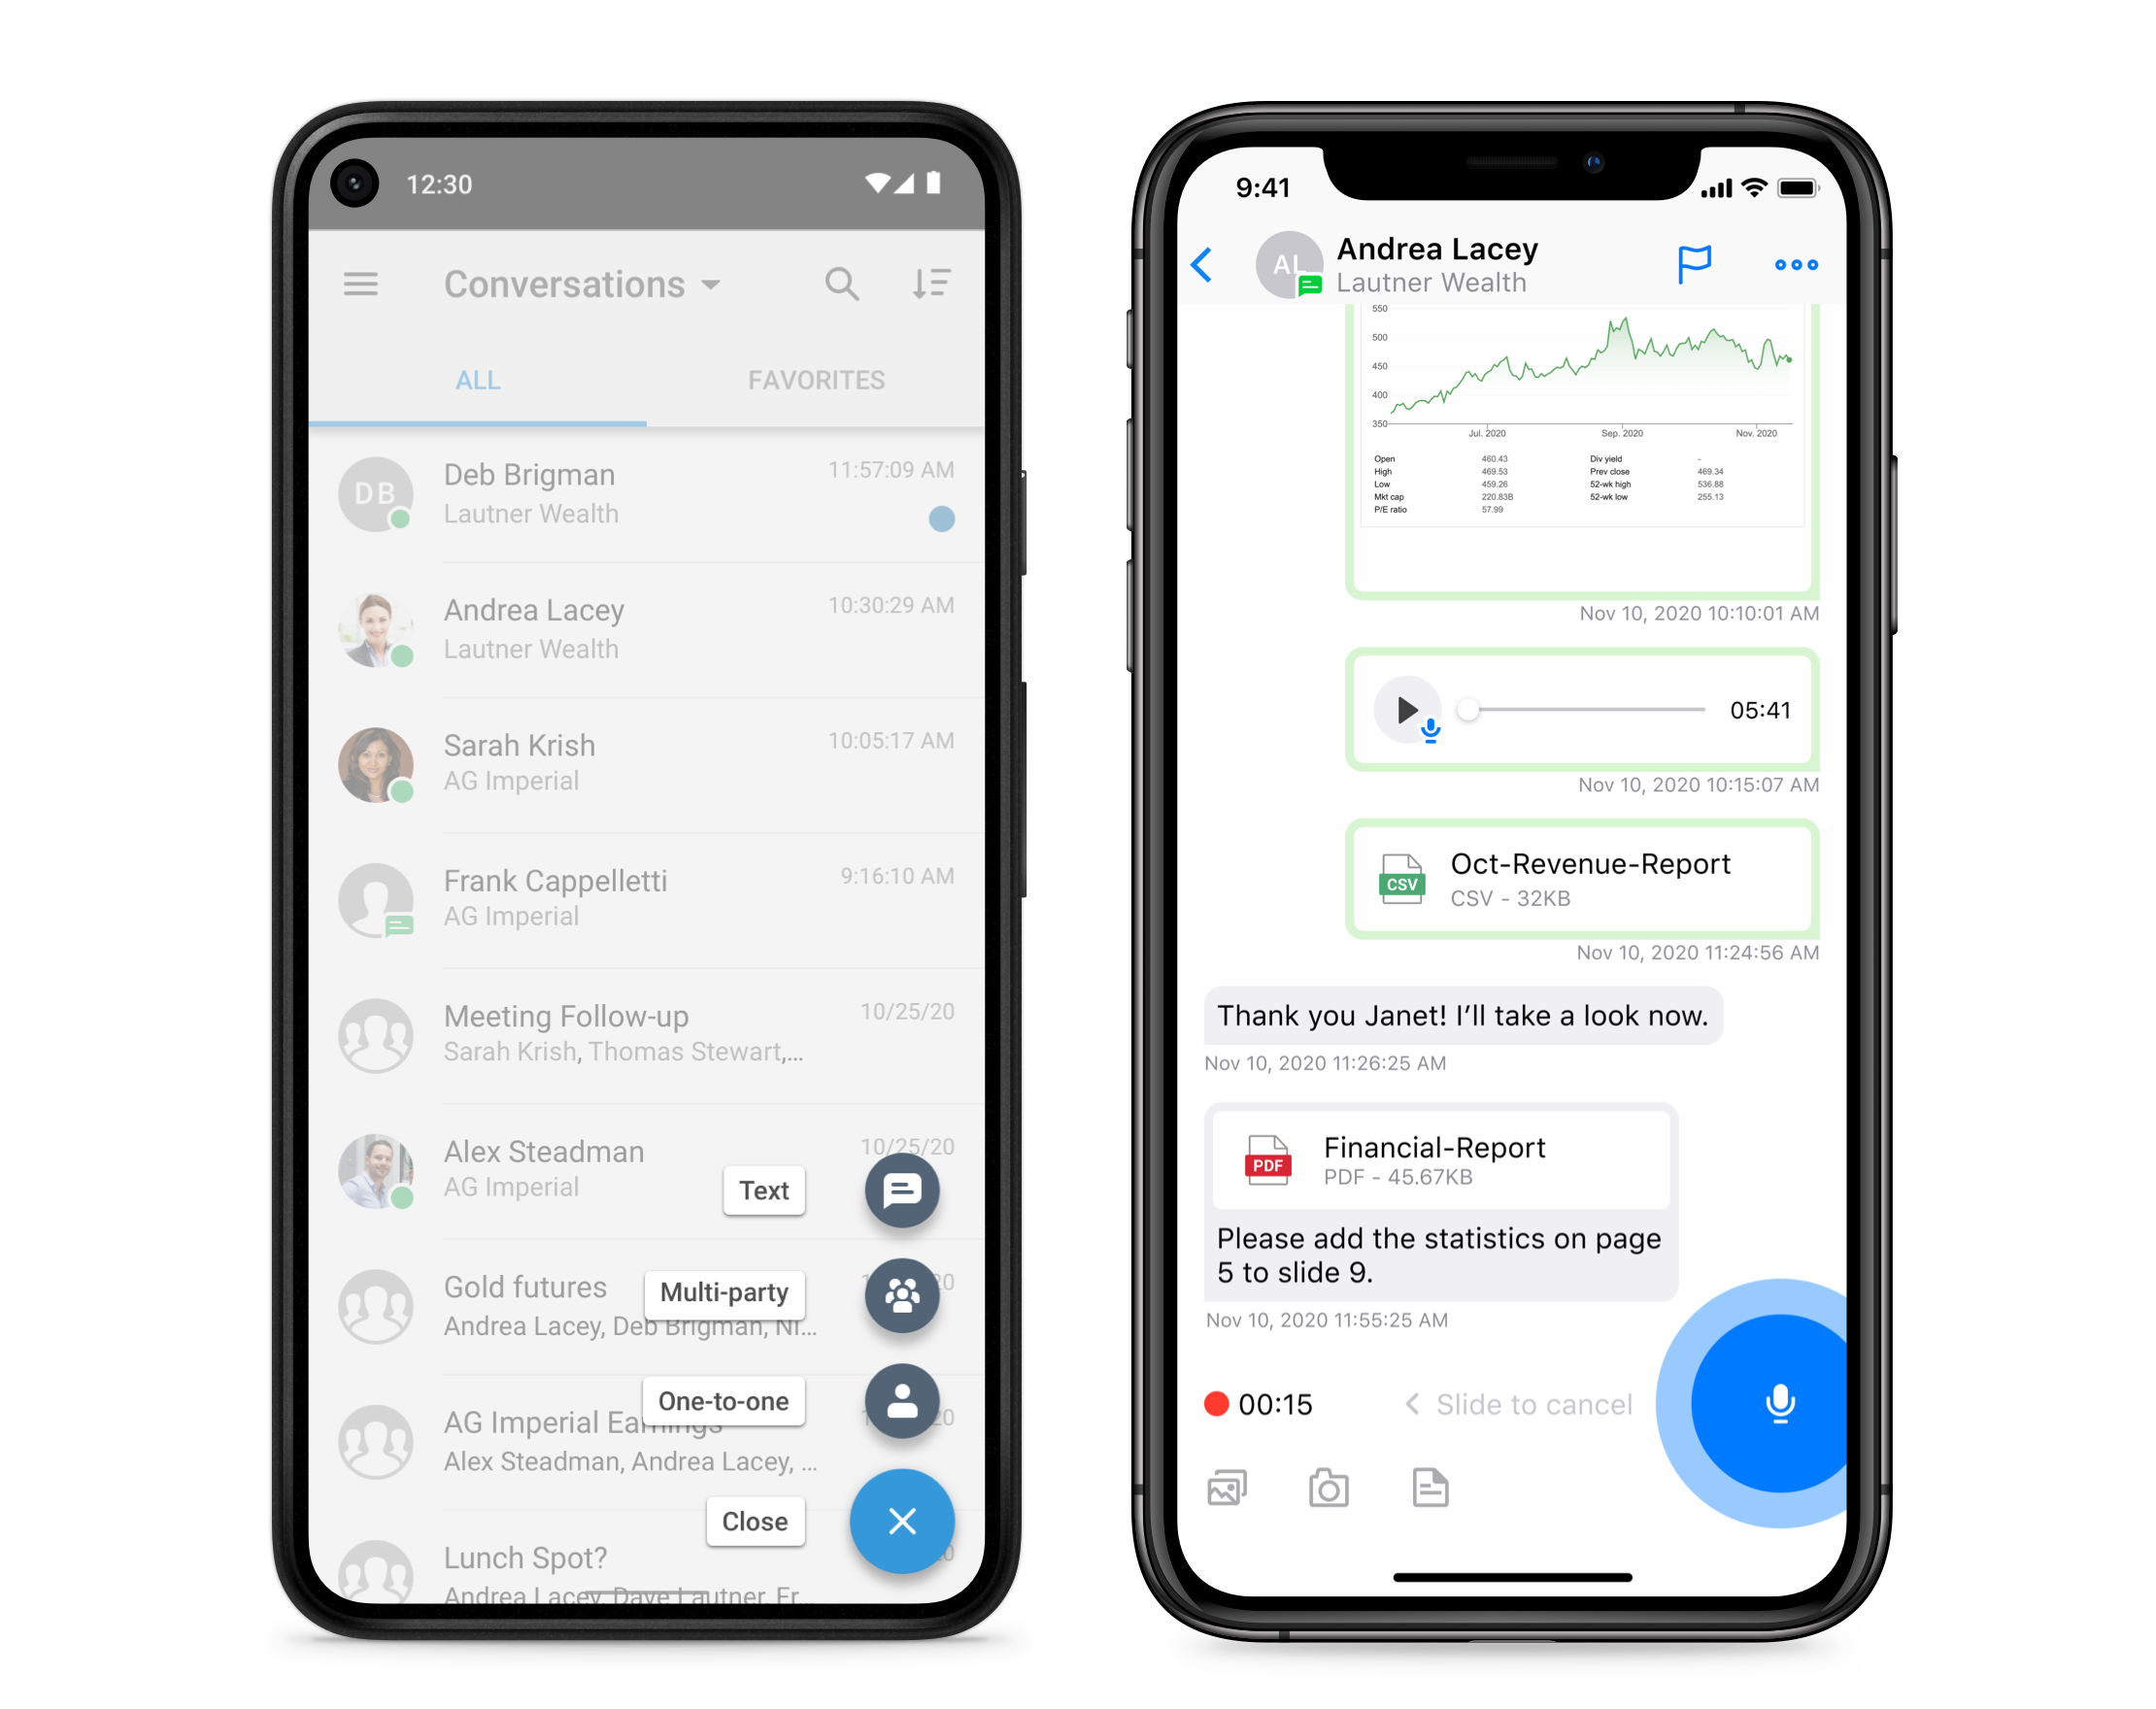 12:30
Conversations
ALL
FAVORITES
DB
Deb Brigman
11:57:09 AM
Lautner Wealth
Andrea Lacey
10:30:29 AM
Lautner Wealth
Sarah Krish
10:05:17 AM
AG Imperial
Frank Cappelletti
9:16:10 AM
AG Imperial
Meeting Follow-up
10/25/20
Sarah Krish, Thomas Stewart,...
Alex Steadman
10/25/20
AG Imperial
Text
Gold futures
Multi-party
Andrea Lacey, Deb Brigman, Ni...
One-to-one
AG Imperial Earnings
Alex Steadman, Andrea Lacey, ...
Close
Lunch Spot?
Andrea Lacey, Dave Lautner, Fr...
9:41
AL
Andrea Lacey
Lautner Wealth
550
500
450
400
350
Jul. 2020 Sep. 2020 Nov. 2020
Open 460.43 Div yield -
High 469.53 Prev close 469.34
Low 459.26 52-wk high 536.88
Mkt cap 220.83B 52-wk low 255.13
P/E ratio 57.99
Nov 10, 2020 10:10:01 AM
05:41
Nov 10, 2020 10:15:07 AM
CSV
Oct-Revenue-Report
CSV - 32KB
Nov 10, 2020 11:24:56 AM
Thank you Janet! I’ll take a look now.
Nov 10, 2020 11:26:25 AM
PDF
Financial-Report
PDF - 45.67KB
Please add the statistics on page
5 to slide 9.
Nov 10, 2020 11:55:25 AM
00:15
Slide to cancel